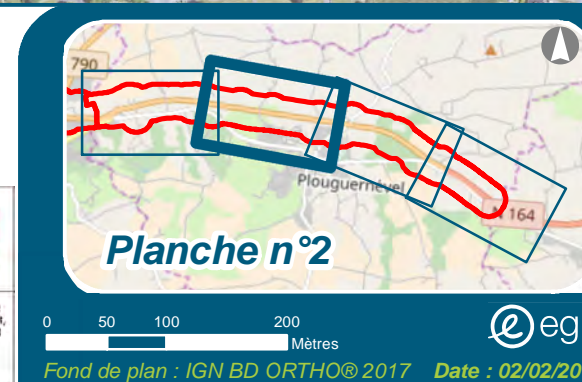 790
Plouguernével
N 164
Planche n°2
0 50 100 200
Mètres
eg
Fond de plan : IGN BD ORTHO® 2017 Date : 02/02/20